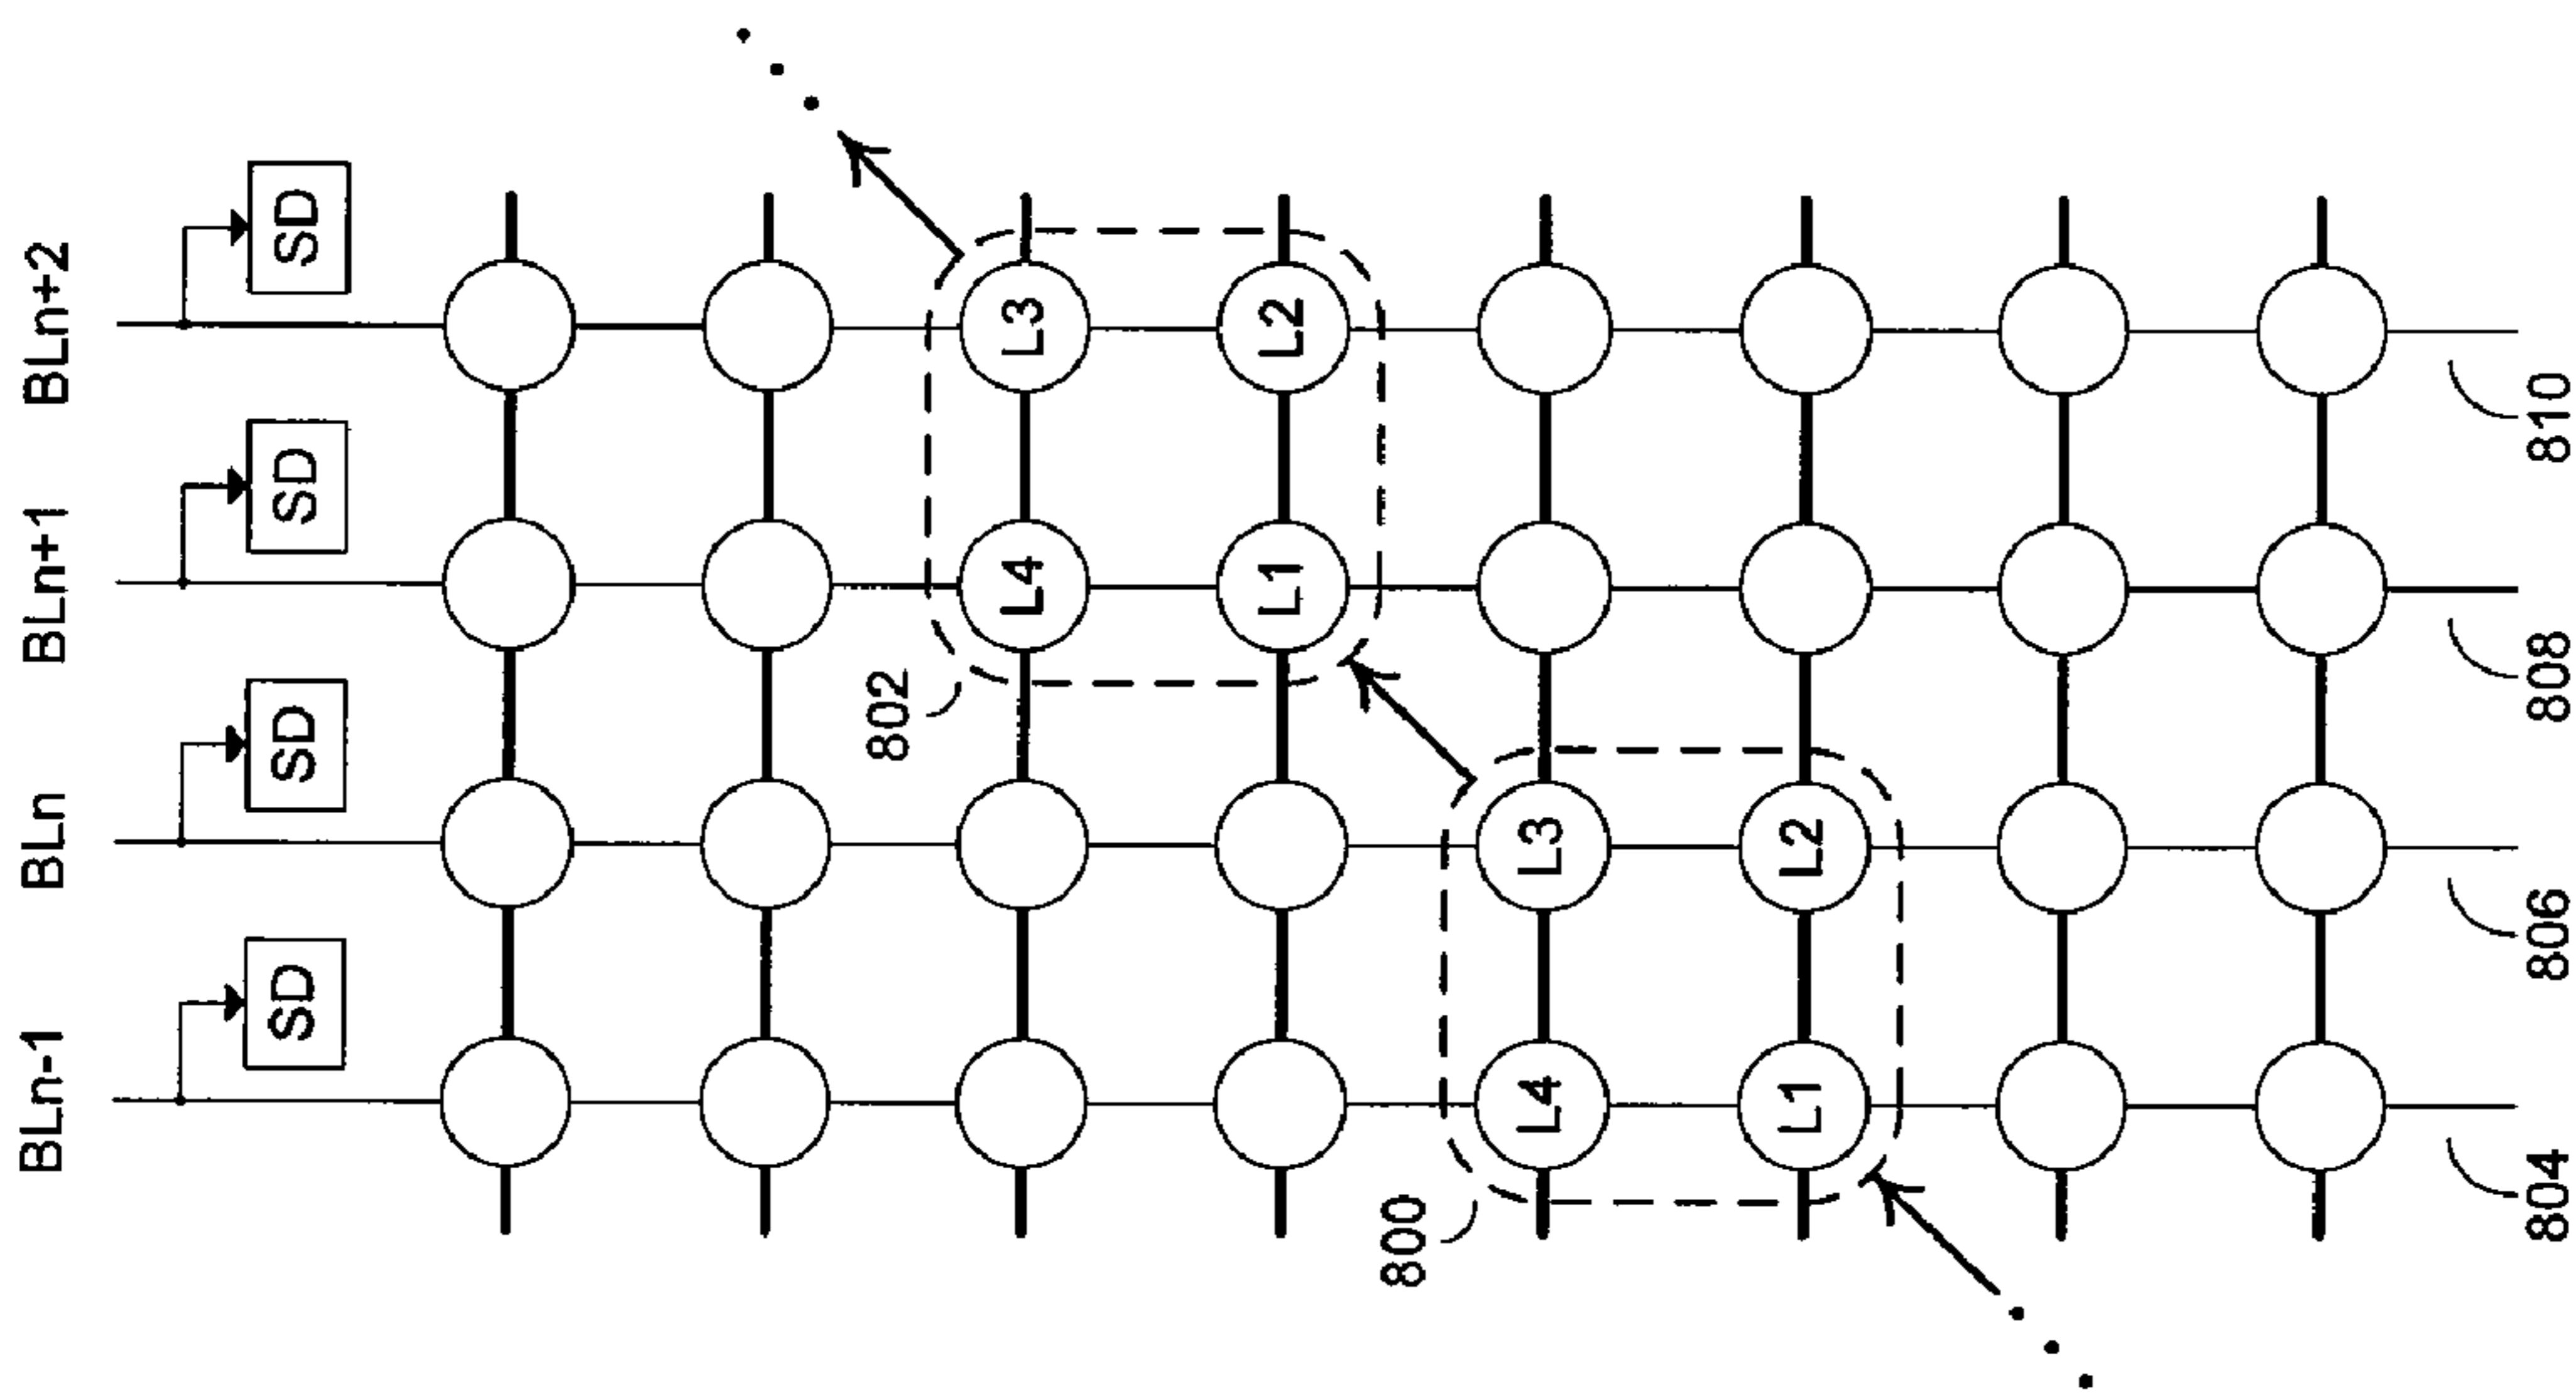 BLn-1 BLn BLn+1 BLn+2
SD SD SD SD
802
L4 L3
L1 L2
800
L4 L3
L1 L2
804 806 808 810